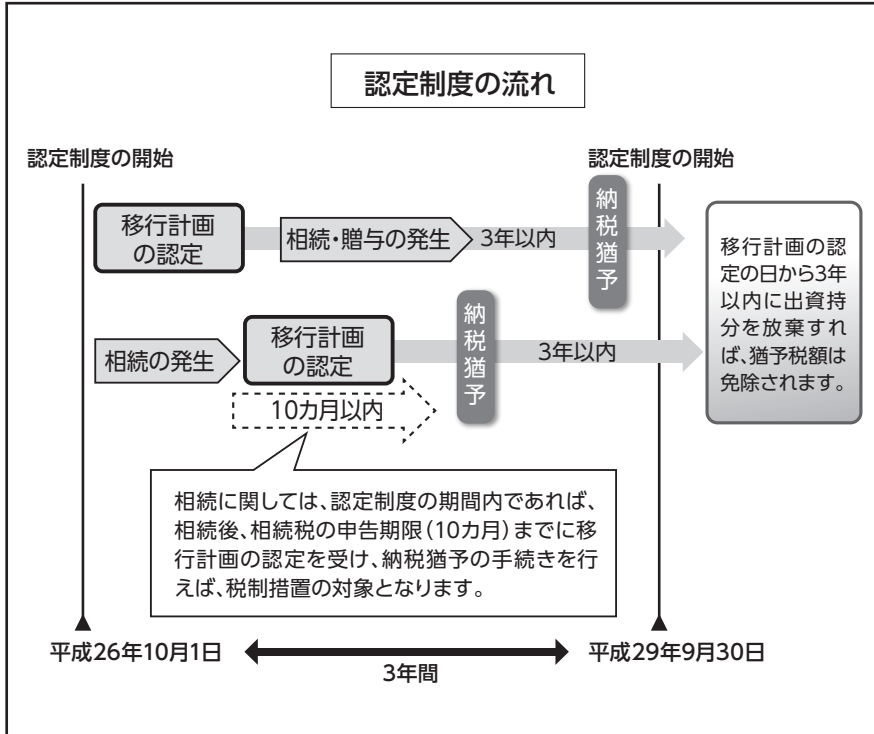 認定制度の流れ
認定制度の開始
認定制度の開始
移行計画
の認定
相続・贈与の発生
3年以内
納税猶予
移行計画の認
定の日から3年
以内に出資持
分を放棄すれ
ば、猶予税額は
免除されます。
相続の発生
移行計画
の認定
納税猶予
3年以内
10カ月以内
相続に関しては、認定制度の期間内であれば、
相続後、相続税の申告期限(10カ月)までに移
行計画の認定を受け、納税猶予の手続きを行
えば、税制措置の対象となります。
平成26年10月1日
3年間
平成29年9月30日